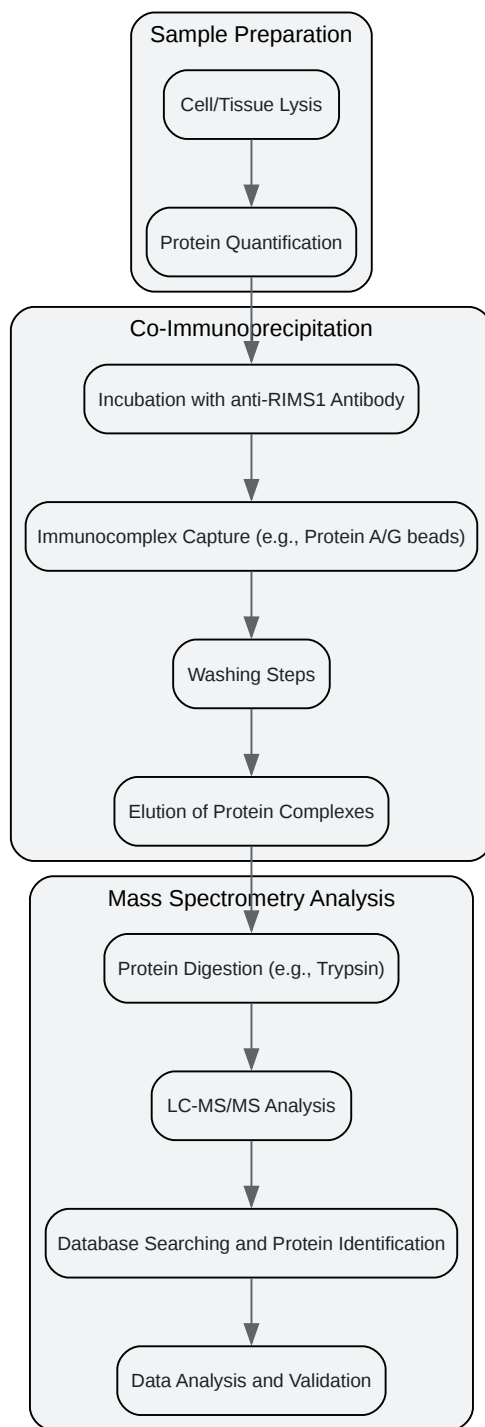 Sample Preparation
Cell/Tissue Lysis
Protein Quantification
Co-Immunoprecipitation
Incubation with anti-RIMS1 Antibody
Immunocomplex Capture (e.g., Protein A/G beads)
Washing Steps
Elution of Protein Complexes
Mass Spectrometry Analysis
Protein Digestion (e.g., Trypsin)
LC-MS/MS Analysis
Database Searching and Protein Identification
Data Analysis and Validation